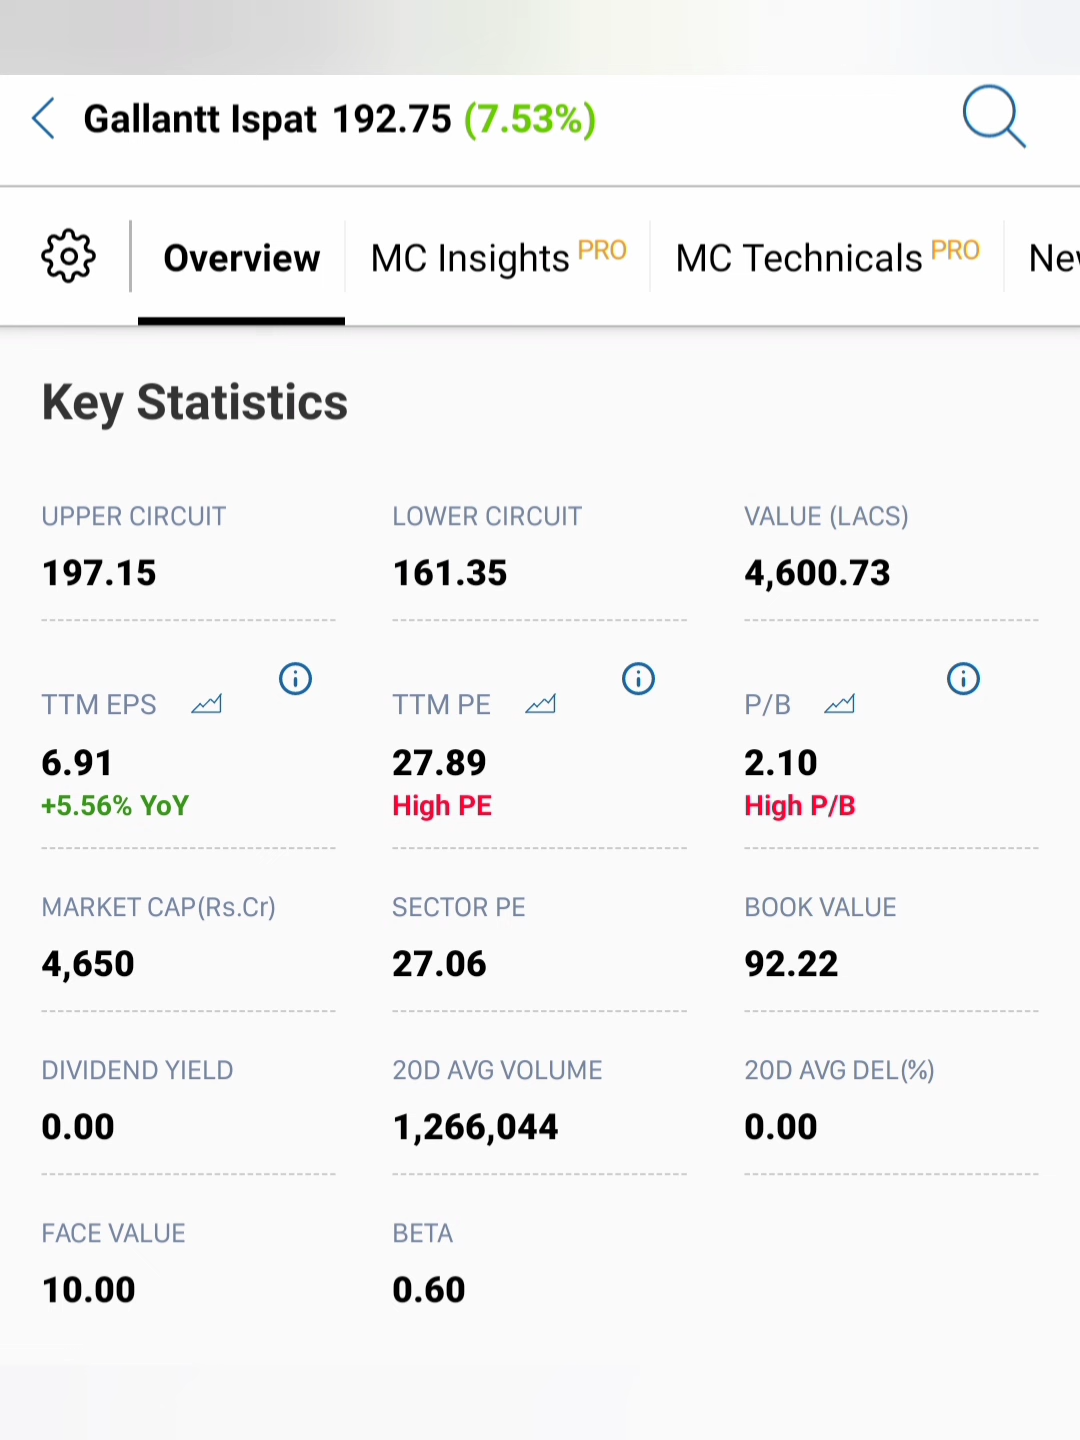 Gallantt Ispat 192.75 (7.53%)
Overview MC Insights PRO MC Technicals PRO Nev
Key Statistics
UPPER CIRCUIT LOWER CIRCUIT VALUE (LACS)
197.15 161.35 4,600.73
TTM EPS TTM PE P/B
6.91 27.89 2.10
+5.56% YoY High PE High P/B
MARKET CAP(Rs.Cr) SECTOR PE BOOK VALUE
4,650 27.06 92.22
DIVIDEND YIELD 20D AVG VOLUME 20D AVG DEL(%)
0.00 1,266,044 0.00
FACE VALUE BETA
10.00 0.60